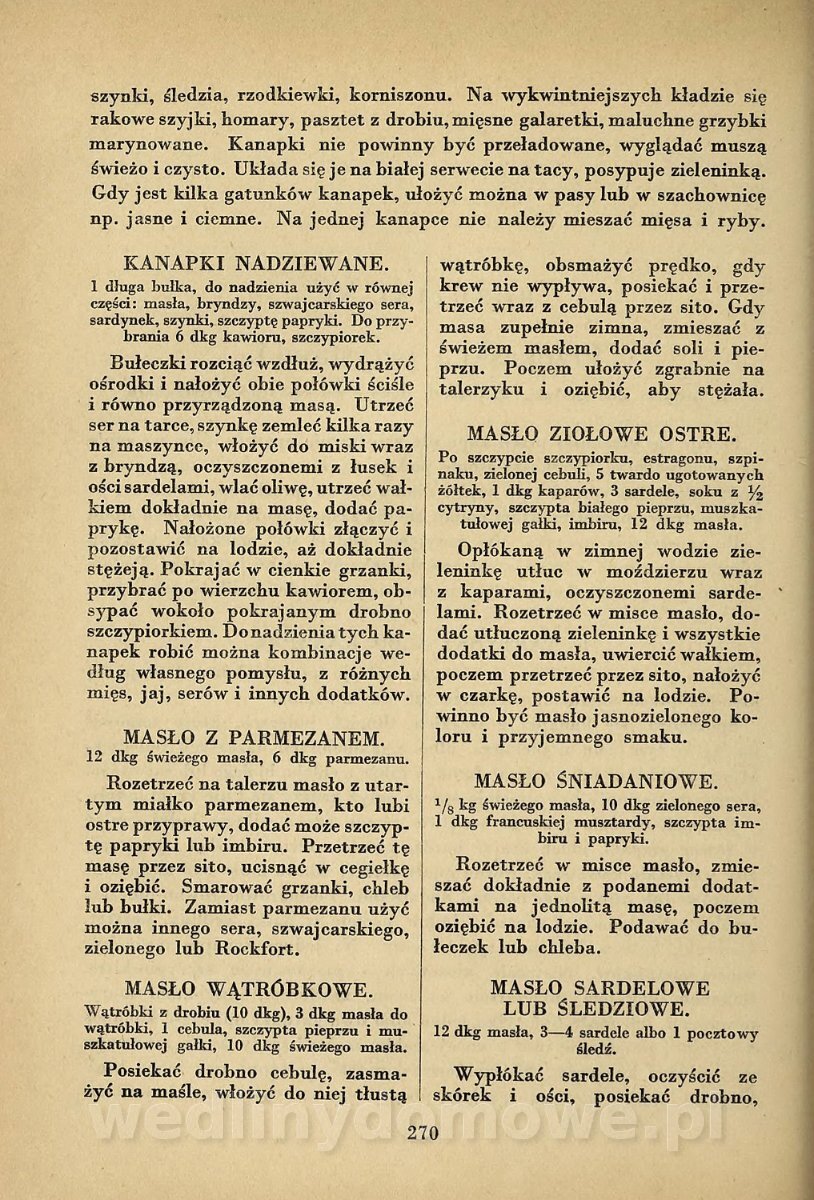 szynki, śledzia, rzodkiewki, korniszonu. Na wykwintniejszych kładzie się
rakowe szyjki, homary, pasztet z drobiu, mięsne galaretki, maluchne grzybki
marynowane. Kanapki nie powinny być przeładowane, wyglądać muszą
świeżo i czysto. Układa się je na białej serwecie na tacy, posypuje zieleninką.
Gdy jest kilka gatunków kanapek, ułożyć można w pasy lub w szachownicę
np. jasne i ciemne. Na jednej kanapce nie należy mieszać mięsa i ryby.
KANAPKI NADZIEWANE.
1 długa bułka, do nadzienia użyć w równej
części: masła, bryndzy, szwajcarskiego sera,
sardynek, szynki, szczyptę papryki. Do przy-
brania 6 dkg kawioru, szczypiorek.
Bułeczki rozciąć wzdłuż, wydrążyć
ośrodki i nałożyć obie połówki ściśle
i równo przyrządzoną masą. Utrzeć
ser na tarce, szynkę zemleć kilka razy
na maszynce, włożyć do miski wraz
z bryndzą, oczyszczonemi z łusek i
ości sardelami, wlać oliwę, utrzeć wał-
kiem dokładnie na masę, dodać pa-
prykę. Nałożone połówki złączyć i
pozostawić na lodzie, aż dokładnie
stężeją. Pokrajać w cienkie grzanki,
przybrać po wierzchu kawiorem, ob-
sypać wokoło pokrajanym drobno
szczypiorkiem. Do nadzienia tych ka-
napek robić można kombinacje we-
dług własnego pomysłu, z różnych
mięs, jaj, serów i innych dodatków.
MASŁO Z PARMEZANEM.
12 dkg świeżego masła, 6 dkg parmezanu.
Rozetrzeć na talerzu masło z utar-
tym miałko parmezanem, kto lubi
ostre przyprawy, dodać może szczyp-
tę papryki lub imbiru. Przetrzeć tę
masę przez sito, ucisnąć w cegiełkę
i oziębić. Smarować grzanki, chleb
lub bułki. Zamiast parmezanu użyć
można innego sera, szwajcarskiego,
zielonego lub Rockfort.
MASŁO WĄTRÓBKOWE.
Wątróbki z drobiu (10 dkg), 3 dkg masła do
wątróbki, 1 cebula, szczypta pieprzu i mu-
szkatułowej gałki, 10 dkg świeżego masła.
Posiekać drobno cebulę, zasma-
żyć na maśle, włożyć do niej tłustą
wątróbkę, obsmażyć prędko, gdy
krew nie wypływa, posiekać i prze-
trzeć wraz z cebulą przez sito. Gdy
masa zupełnie zimna, zmieszać z
świeżem masłem, dodać soli i pie-
przu. Poczem ułożyć zgrabnie na
talerzyku i oziębić, aby stężała.
MASŁO ZIOŁOWE OSTRE.
Po szczypcie szczypiorku, estragonu, szpi-
naku, zielonej cebuli, 5 twardo ugotowanych
żółtek, 1 dkg kaparów, 3 sardele, soku z ½
cytryny, szczypta białego pieprzu, muszka-
tułowej gałki, imbiru, 12 dkg masła.
Opłókaną w zimnej wodzie zie-
leninkę utłuc w moździerzu wraz
z kaparami, oczyszczonemi sarde-
lami. Rozetrzeć w misce masło, do-
dać utłuczoną zieleninkę i wszystkie
dodatki do masła, uwiercić wałkiem,
poczem przetrzeć przez sito, nałożyć
w czarkę, postawić na lodzie. Po-
winno być masło jasnozielonego ko-
loru i przyjemnego smaku.
MASŁO ŚNIADANIOWE.
1/8 kg świeżego masła, 10 dkg zielonego sera,
1 dkg francuskiej musztardy, szczypta im-
biru i papryki.
Rozetrzeć w misce masło, zmie-
szać dokładnie z podanemi dodat-
kami na jednolitą masę, poczem
oziębić na lodzie. Podawać do bu-
łeczek lub chleba.
MASŁO SARDELOWE
LUB ŚLEDZIOWE.
12 dkg masła, 3—4 sardele albo 1 pocztowy
śledź.
Wypłókać sardele, oczyścić ze
skórek i ości, posiekać drobno,
wedlinydomowe.pl
270